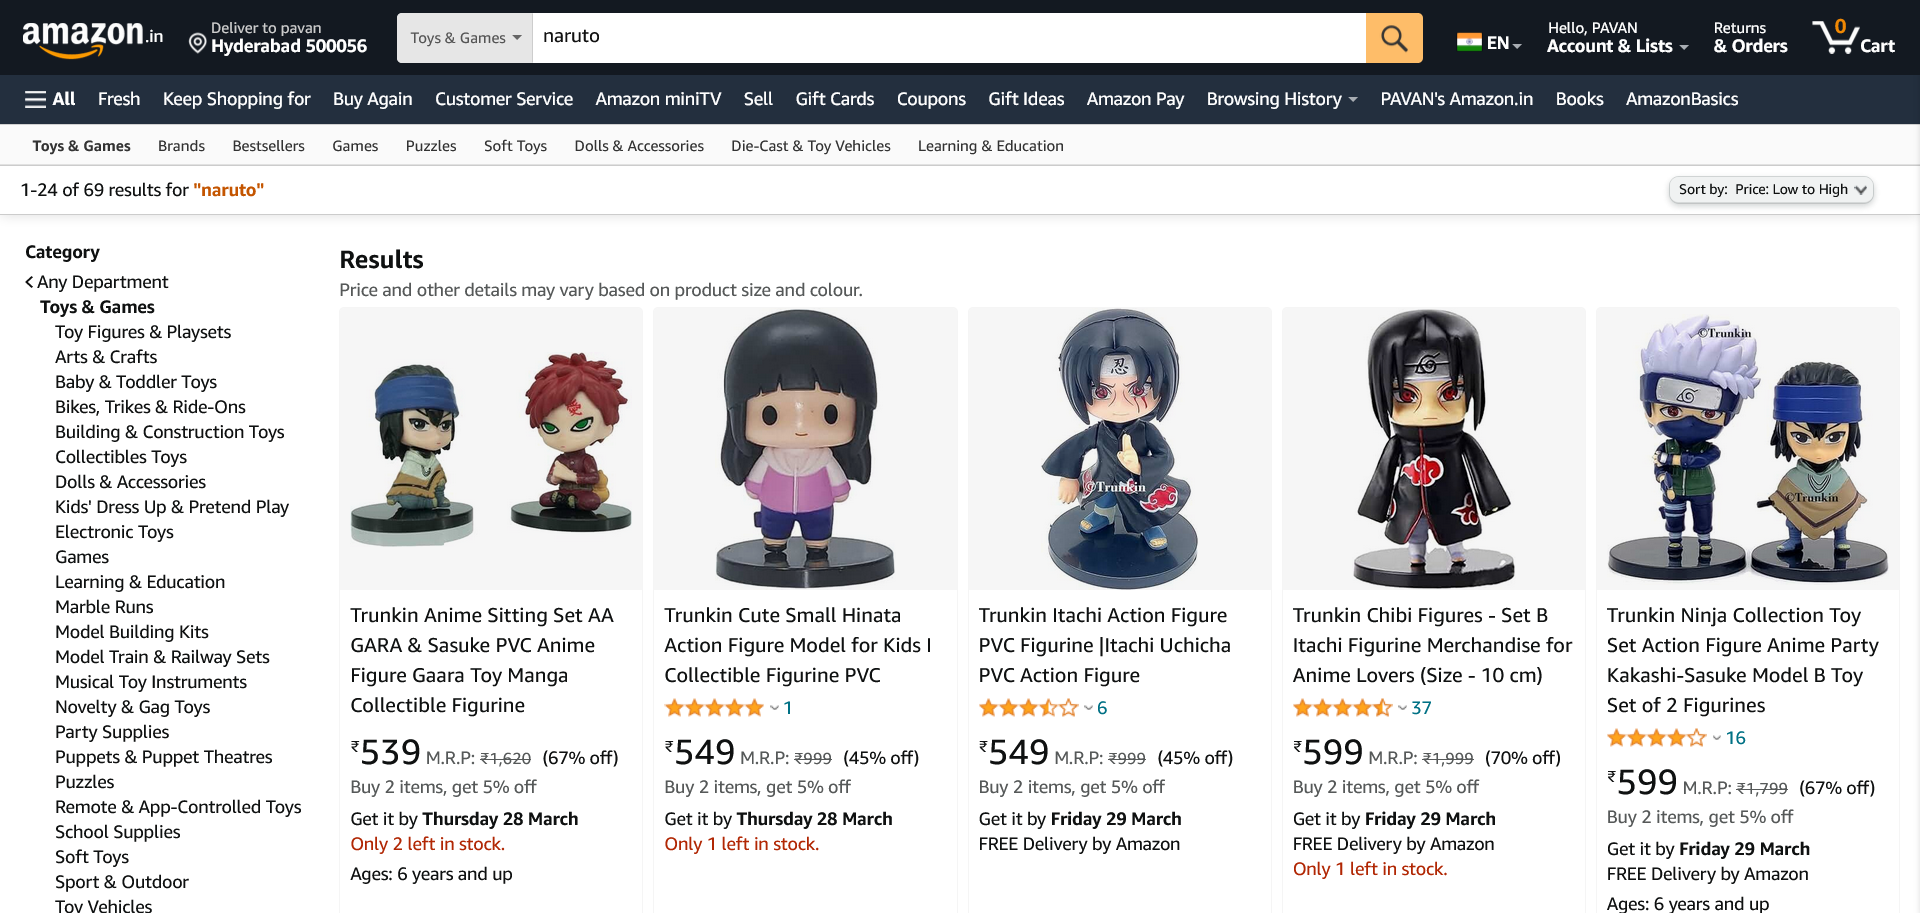 amazon.in
Deliver to pavan
Hyderabad 500056
Toys & Games
naruto
EN
Hello, PAVAN
Account & Lists
Returns
& Orders
0
Cart
All
Fresh
Keep Shopping for
Buy Again
Customer Service
Amazon miniTV
Sell
Gift Cards
Coupons
Gift Ideas
Amazon Pay
Browsing History
PAVAN's Amazon.in
Books
AmazonBasics
Toys & Games
Brands
Bestsellers
Games
Puzzles
Soft Toys
Dolls & Accessories
Die-Cast & Toy Vehicles
Learning & Education
1-24 of 69 results for "naruto"
Sort by: Price: Low to High
Category
Any Department
Toys & Games
Toy Figures & Playsets
Arts & Crafts
Baby & Toddler Toys
Bikes, Trikes & Ride-Ons
Building & Construction Toys
Collectibles Toys
Dolls & Accessories
Kids' Dress Up & Pretend Play
Electronic Toys
Games
Learning & Education
Marble Runs
Model Building Kits
Model Train & Railway Sets
Musical Toy Instruments
Novelty & Gag Toys
Party Supplies
Puppets & Puppet Theatres
Puzzles
Remote & App-Controlled Toys
School Supplies
Soft Toys
Sport & Outdoor
Toy Vehicles
Results
Price and other details may vary based on product size and colour.
愛
Trunkin Anime Sitting Set AA
GARA & Sasuke PVC Anime
Figure Gaara Toy Manga
Collectible Figurine
₹539 M.R.P: ₹1,620 (67% off)
Buy 2 items, get 5% off
Get it by Thursday 28 March
Only 2 left in stock.
Ages: 6 years and up
Trunkin Cute Small Hinata
Action Figure Model for Kids I
Collectible Figurine PVC
1
₹549 M.R.P: ₹999 (45% off)
Buy 2 items, get 5% off
Get it by Thursday 28 March
Only 1 left in stock.
忍
©Trunkin
Trunkin Itachi Action Figure
PVC Figurine |Itachi Uchicha
PVC Action Figure
6
₹549 M.R.P: ₹999 (45% off)
Buy 2 items, get 5% off
Get it by Friday 29 March
FREE Delivery by Amazon
Trunkin Chibi Figures - Set B
Itachi Figurine Merchandise for
Anime Lovers (Size - 10 cm)
37
₹599 M.R.P: ₹1,999 (70% off)
Buy 2 items, get 5% off
Get it by Friday 29 March
FREE Delivery by Amazon
Only 1 left in stock.
©Trunkin
©Trunkin
Trunkin Ninja Collection Toy
Set Action Figure Anime Party
Kakashi-Sasuke Model B Toy
Set of 2 Figurines
16
₹599 M.R.P: ₹1,799 (67% off)
Buy 2 items, get 5% off
Get it by Friday 29 March
FREE Delivery by Amazon
Ages: 6 years and up